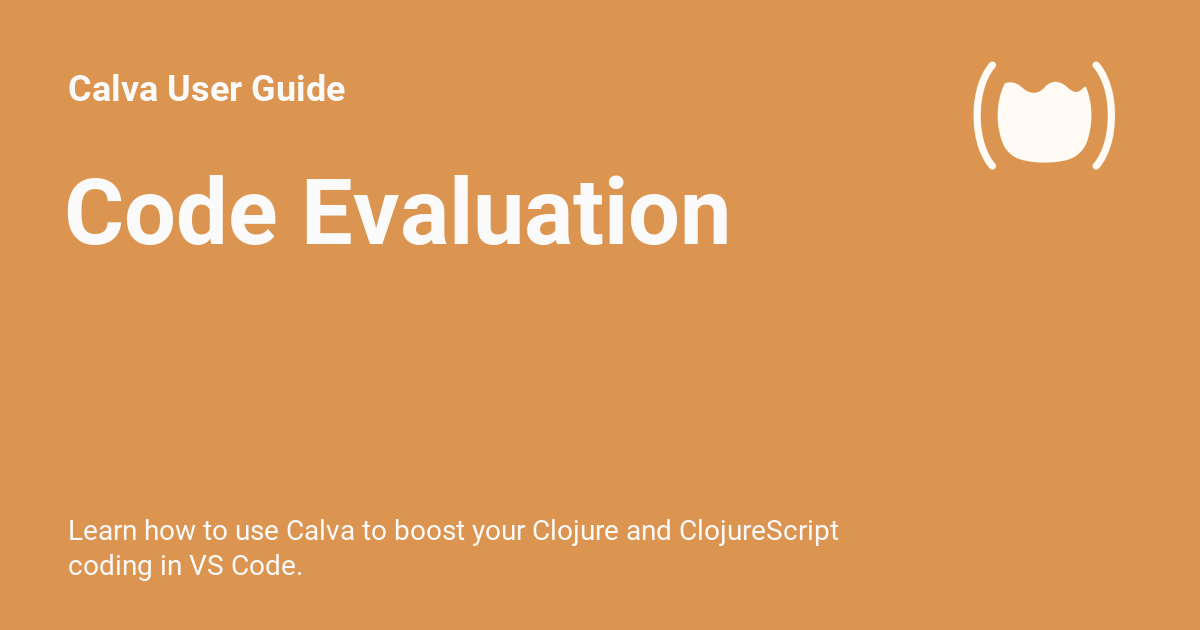 Calva User Guide
Code Evaluation
Learn how to use Calva to boost your Clojure and ClojureScript
coding in VS Code.